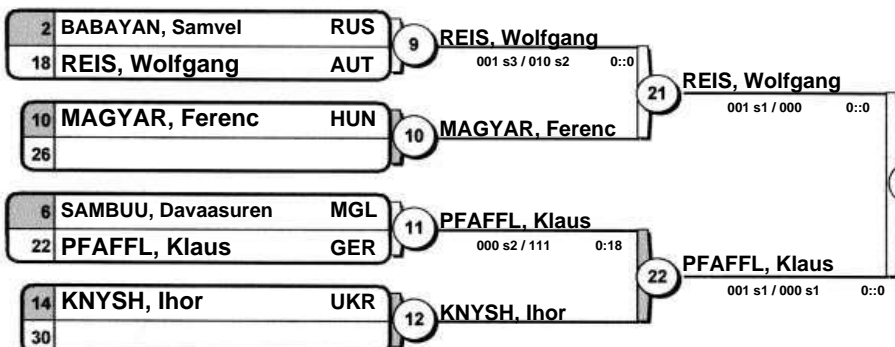 2 BABAYAN, Samvel RUS
18 REIS, Wolfgang AUT
9
REIS, Wolfgang
001 s3 / 010 s2 0::0
10 MAGYAR, Ferenc HUN
26
10
MAGYAR, Ferenc
21
REIS, Wolfgang
001 s1 / 000 0::0
6 SAMBUU, Davaasuren MGL
22 PFAFFL, Klaus GER
11
PFAFFL, Klaus
000 s2 / 111 0:18
14 KNYSH, Ihor UKR
30
12
KNYSH, Ihor
22
PFAFFL, Klaus
001 s1 / 000 s1 0::0